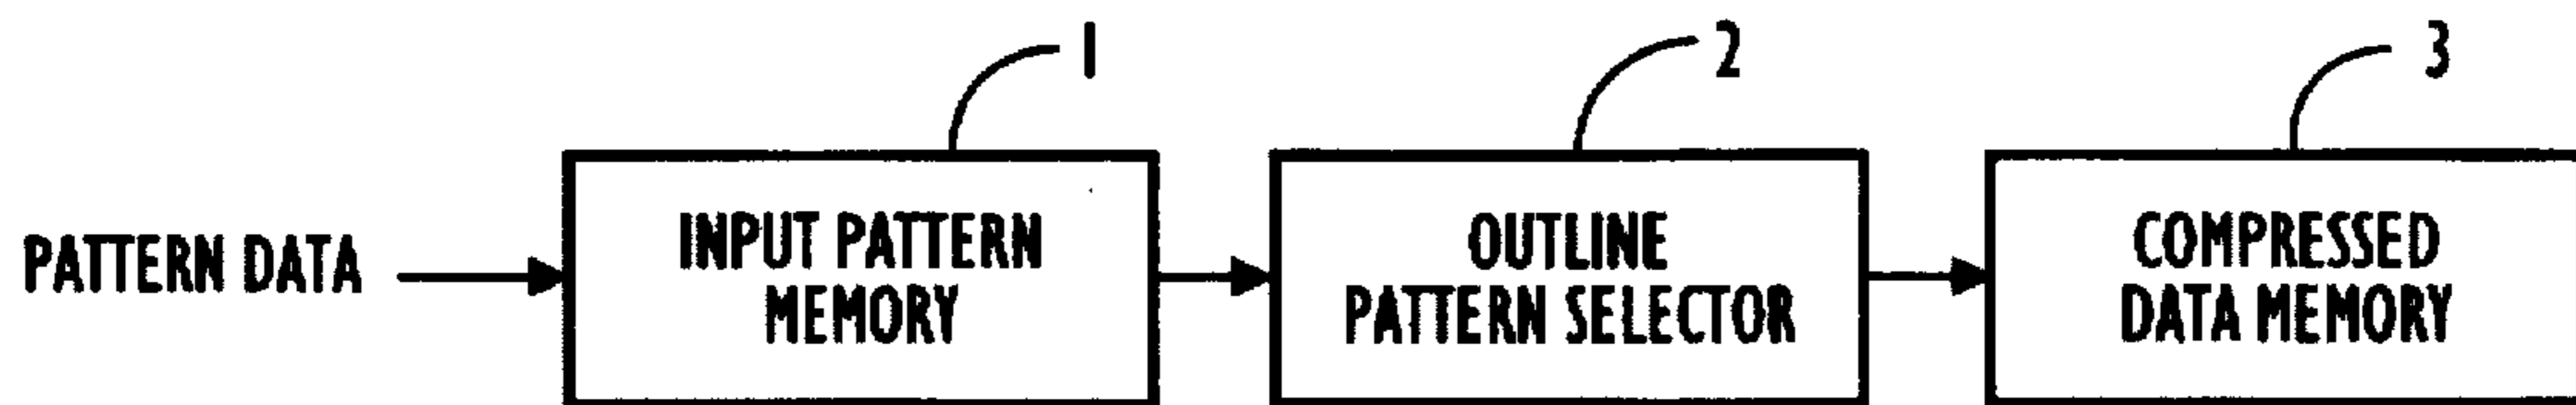 1
2
3
PATTERN DATA
INPUT PATTERN
MEMORY
OUTLINE
PATTERN SELECTOR
COMPRESSED
DATA MEMORY